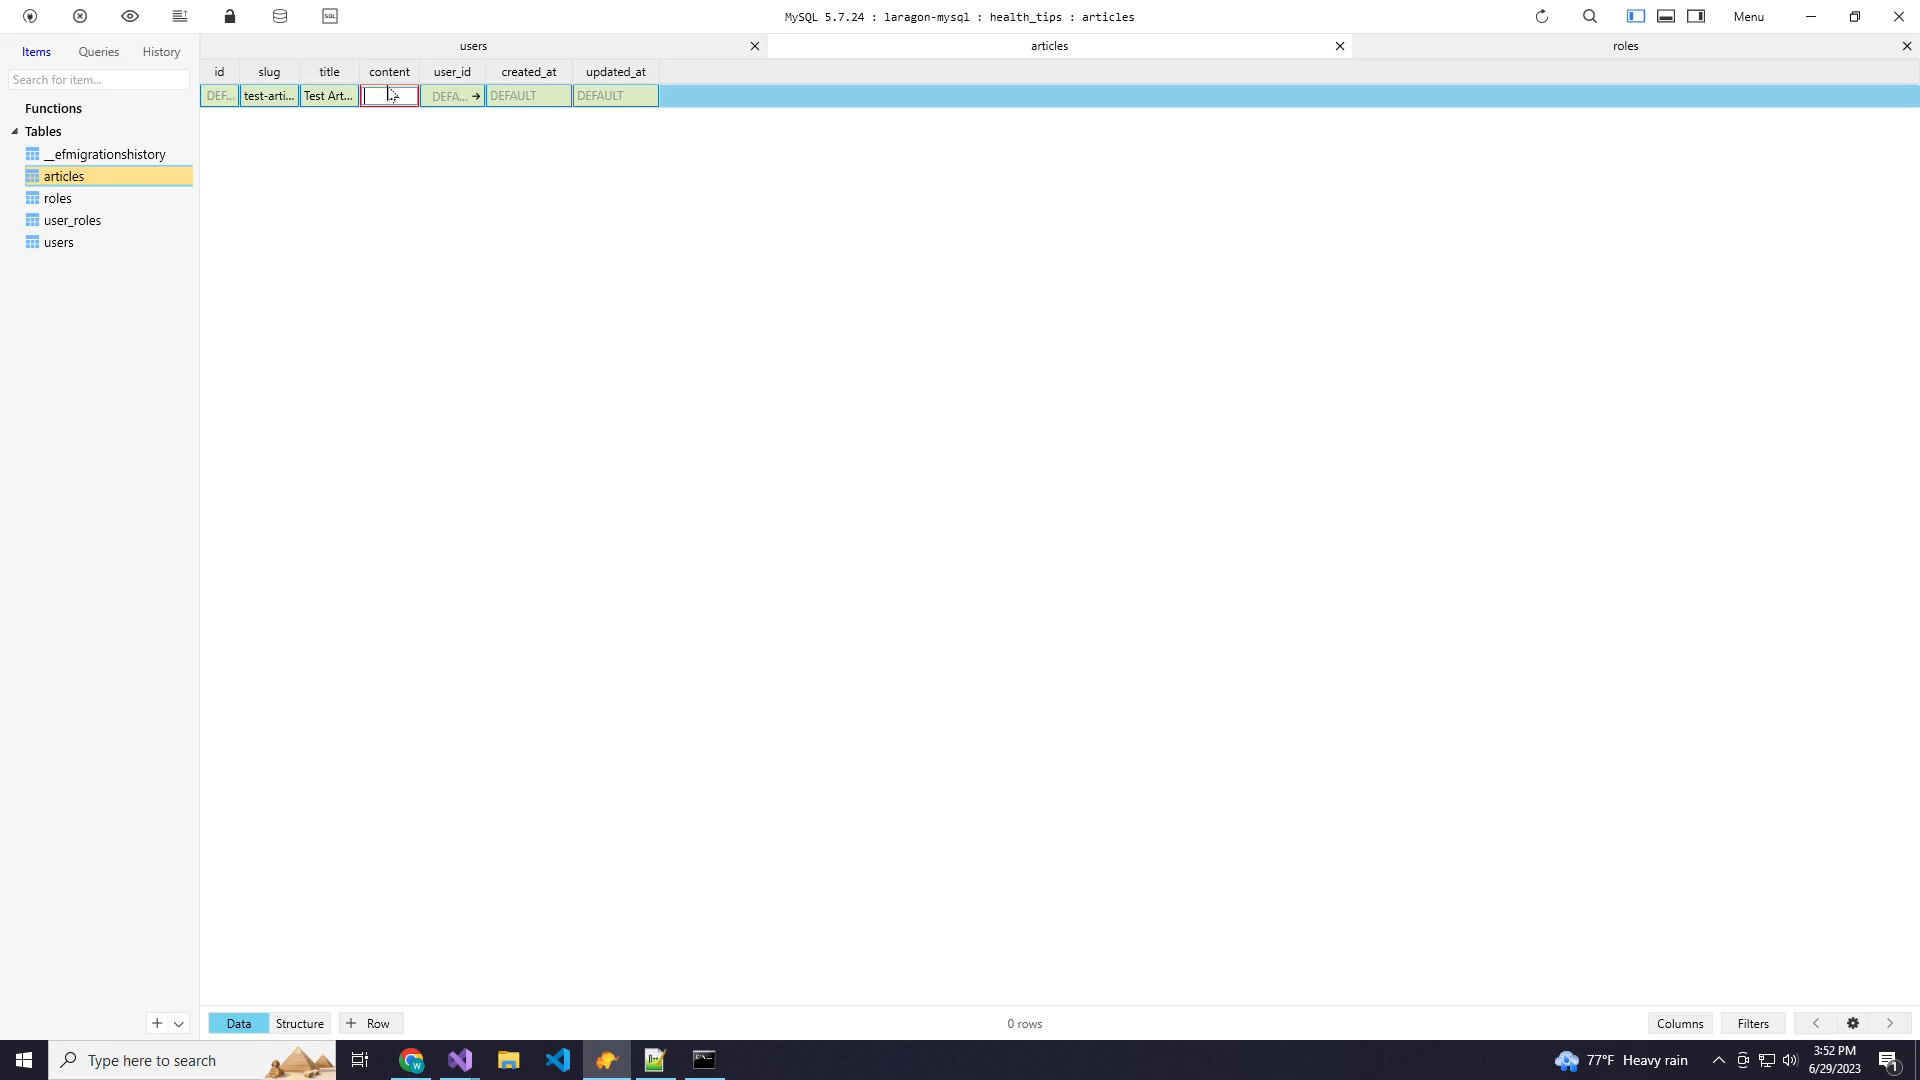 MySQL 5.7.24 : laragon-mysql : health_tips : articles
Menu
Items Queries History
users
articles
roles
Search for item...
id slug title content user_id created_at updated_at
DEF... test-arti... Test Art... DEFA... DEFAULT DEFAULT
Functions
Tables
__efmigrationshistory
articles
roles
user_roles
users
Data Structure + Row
0 rows
Columns Filters
Type here to search
77°F Heavy rain
3:52 PM
6/29/2023
1
SQL